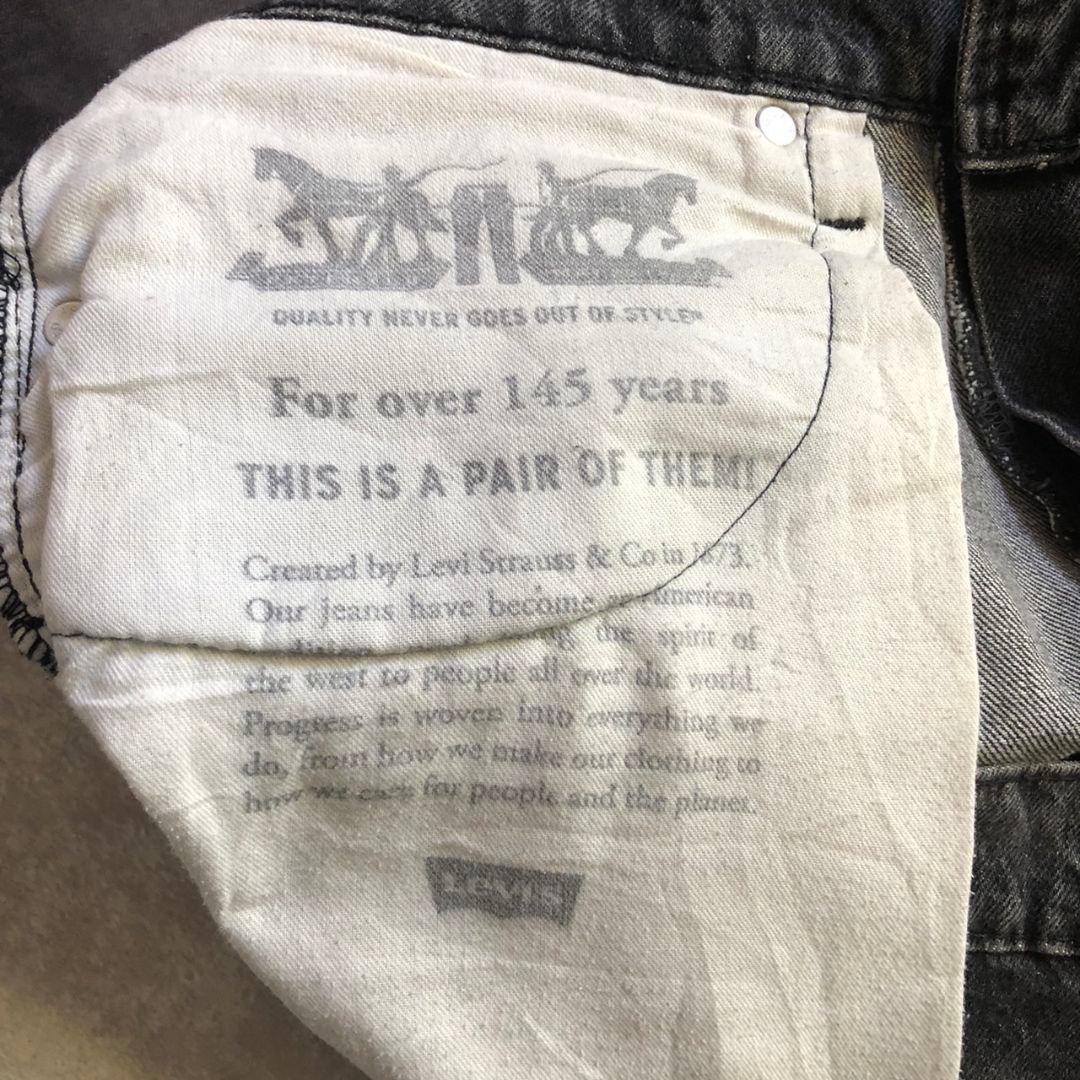 QUALITY NEVER GOES OUT OF STYLE®
For over 145 years
THIS IS A PAIR OF THEM!
Created by Levi Strauss & Co in 1873.
Our jeans have become an American
the spirit of
the west to people all over the world.
Progress is woven into everything we
do, from how we make our clothing to
how we care for people and the planet.
Levi's